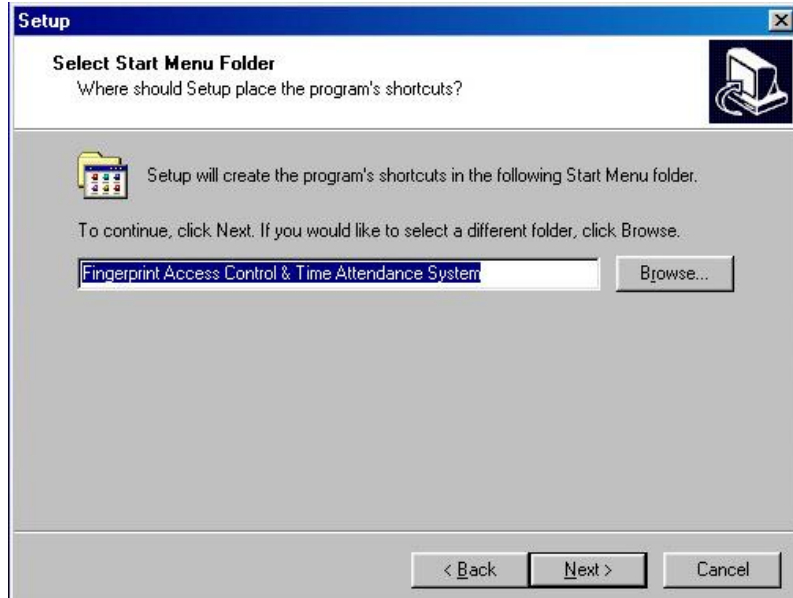 Setup
Select Start Menu Folder
Where should Setup place the program's shortcuts?
Setup will create the program's shortcuts in the following Start Menu folder.
To continue, click Next. If you would like to select a different folder, click Browse.
Fingerprint Access Control & Time Attendance System
Browse...
< Back
Next >
Cancel